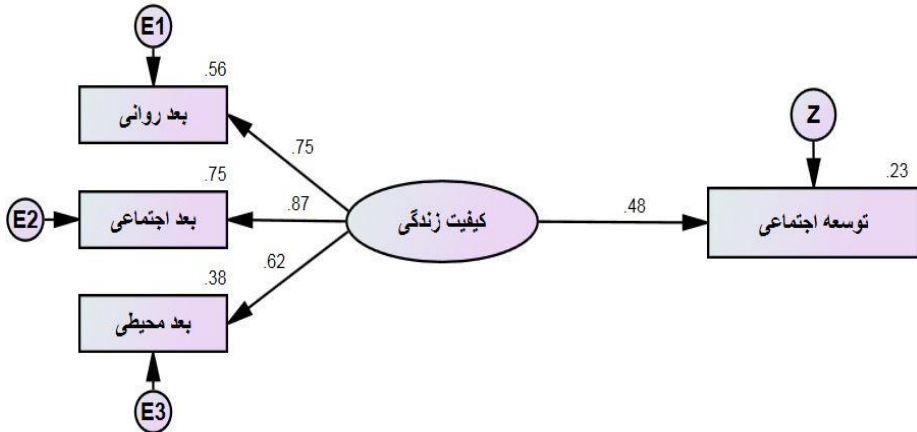 E1
.56
بعد روانی
.75
Z
.75
.23
E2
بعد اجتماعی
.87
کیفیت زندگی
.48
توسعه اجتماعی
.62
.38
بعد محیطی
E3